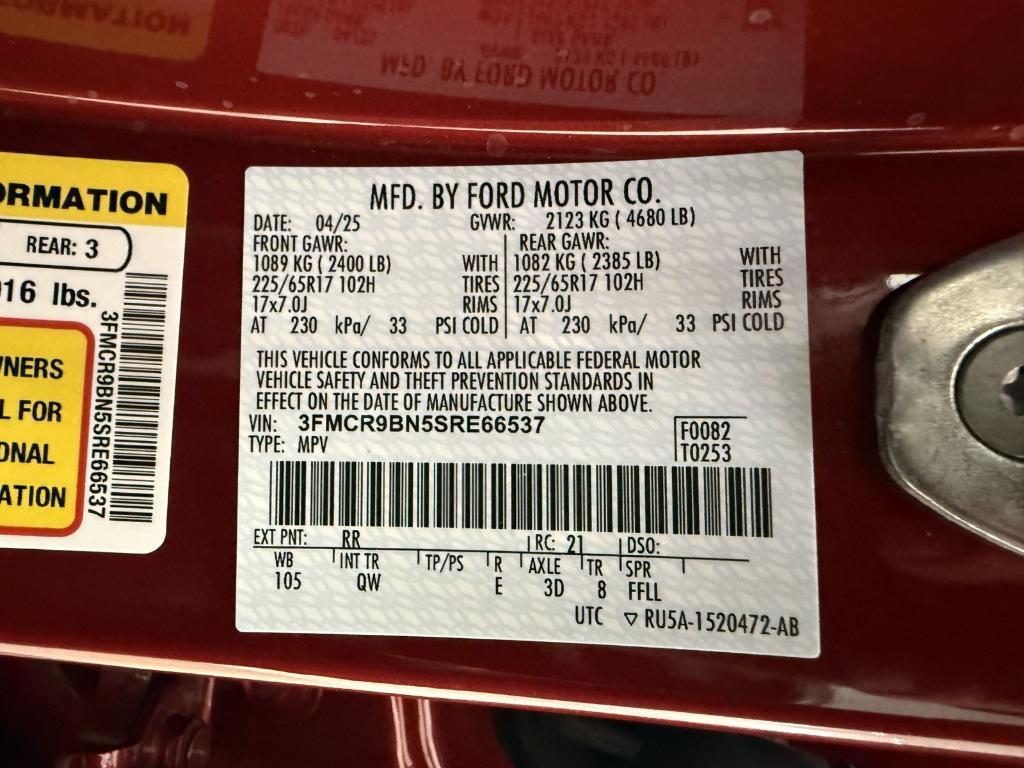 MFD. BY FORD MOTOR CO.
ORMATION
REAR: 3
016 lbs.
WNERS
L FOR
ONAL
ATION
3FMCR9BN5SRE66537
MFD. BY FORD MOTOR CO.
DATE: 04/25 GVWR: 2123 KG ( 4680 LB)
FRONT GAWR: REAR GAWR:
1089 KG ( 2400 LB) WITH 1082 KG ( 2385 LB) WITH
225/65R17 102H TIRES 225/65R17 102H TIRES
17x7.0J RIMS 17x7.0J RIMS
AT 230 kPa/ 33 PSI COLD AT 230 kPa/ 33 PSI COLD
THIS VEHICLE CONFORMS TO ALL APPLICABLE FEDERAL MOTOR
VEHICLE SAFETY AND THEFT PREVENTION STANDARDS IN
EFFECT ON THE DATE OF MANUFACTURE SHOWN ABOVE.
VIN: 3FMCR9BN5SRE66537
TYPE: MPV
F0082
T0253
EXT PNT: RR RC: 21 DSO:
WB INT TR TP/PS R AXLE TR SPR
105 QW E 3D 8 FFLL
UTC ▽ RU5A-1520472-AB